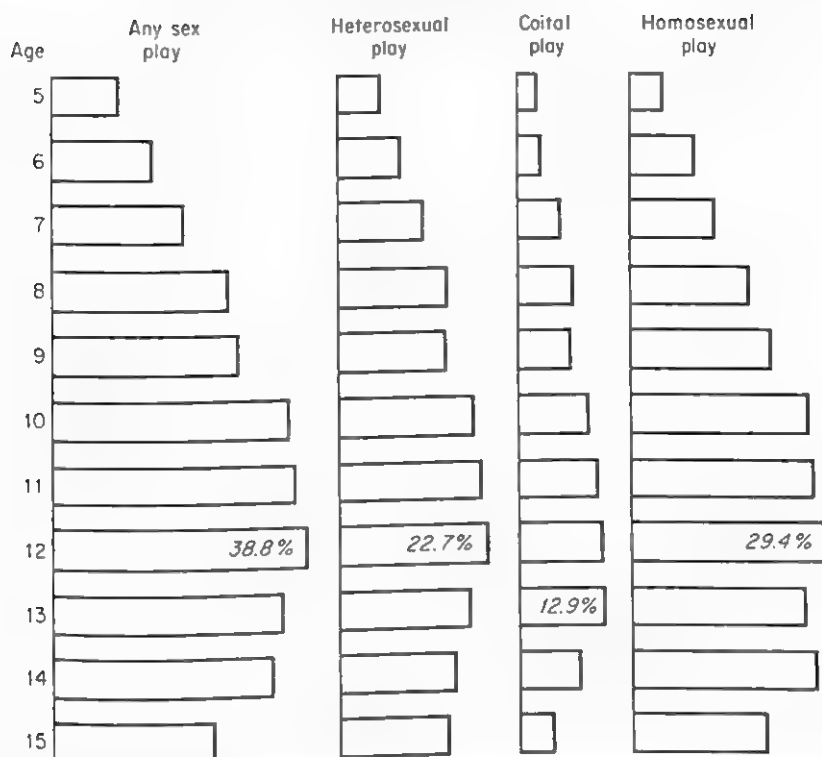 Age
Any sex
play
Heterosexual
play
Coital
play
Homosexual
play
5
6
7
8
9
10
11
12 38.8% 22.7% 29.4%
13 12.9%
14
15